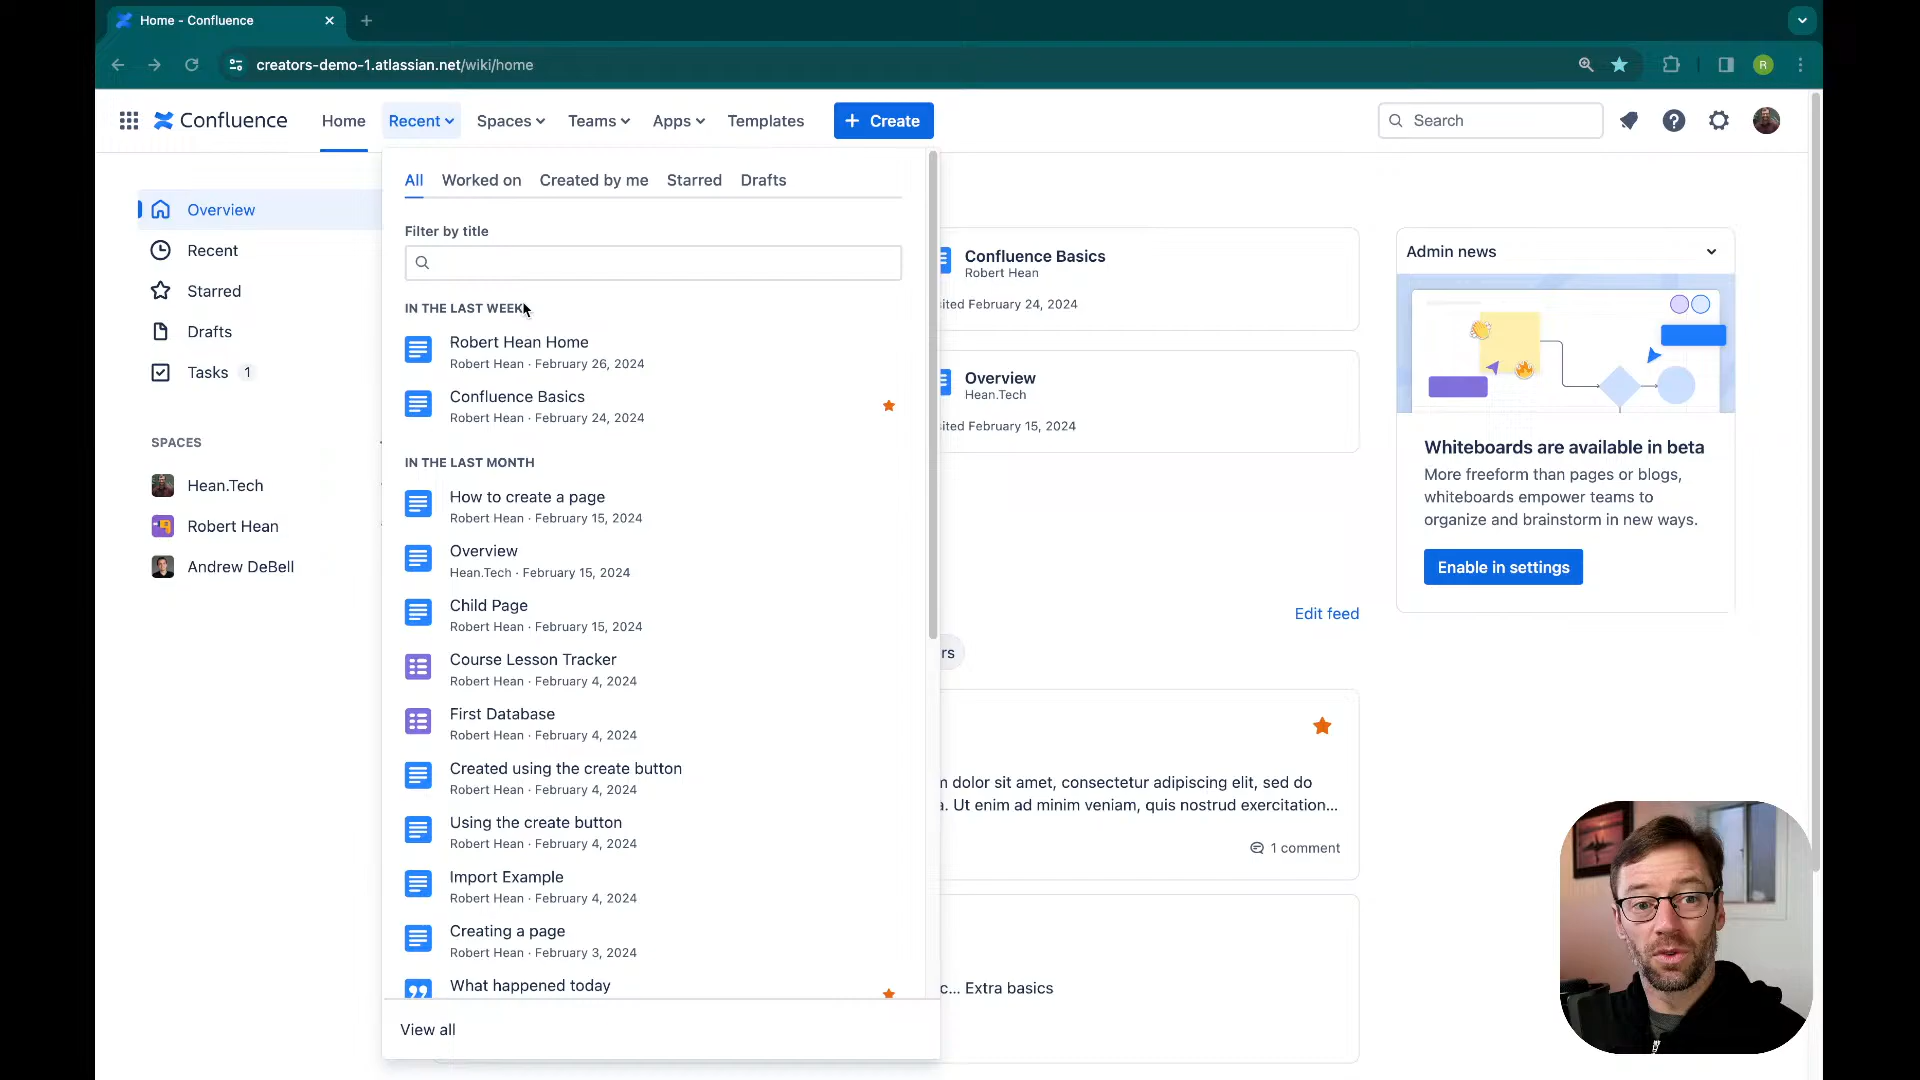 Home - Confluence
creators-demo-1.atlassian.net/wiki/home
R
Confluence
Home
Recent
Spaces
Teams
Apps
Templates
+ Create
Search
Overview
Recent
Starred
Drafts
Tasks 1
SPACES
Hean.Tech
Robert Hean
Andrew DeBell
All
Worked on
Created by me
Starred
Drafts
Filter by title
IN THE LAST WEEK
Robert Hean Home
Robert Hean · February 26, 2024
Confluence Basics
Robert Hean · February 24, 2024
IN THE LAST MONTH
How to create a page
Robert Hean · February 15, 2024
Overview
Hean.Tech · February 15, 2024
Child Page
Robert Hean · February 15, 2024
Course Lesson Tracker
Robert Hean · February 4, 2024
First Database
Robert Hean · February 4, 2024
Created using the create button
Robert Hean · February 4, 2024
Using the create button
Robert Hean · February 4, 2024
Import Example
Robert Hean · February 4, 2024
Creating a page
Robert Hean · February 3, 2024
What happened today
View all
Confluence Basics
Robert Hean
ited February 24, 2024
Overview
Hean.Tech
ited February 15, 2024
Edit feed
rs
dolor sit amet, consectetur adipiscing elit, sed do
a. Ut enim ad minim veniam, quis nostrud exercitation...
1 comment
c... Extra basics
Admin news
Whiteboards are available in beta
More freeform than pages or blogs,
whiteboards empower teams to
organize and brainstorm in new ways.
Enable in settings